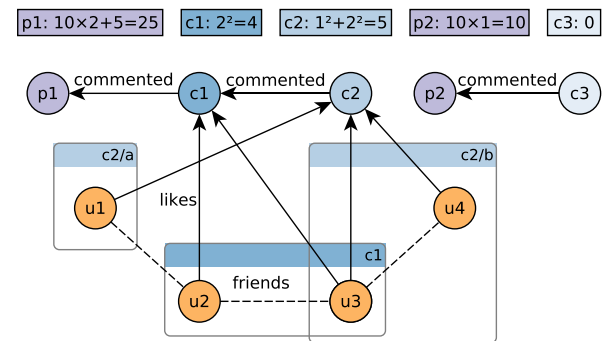 p1: 10×2+5=25 c1: 2²=4 c2: 1²+2²=5 p2: 10×1=10 c3: 0
p1 commented c1 commented c2 p2 commented c3
c2/a c2/b
u1 likes u4
c1
friends
u2 u3